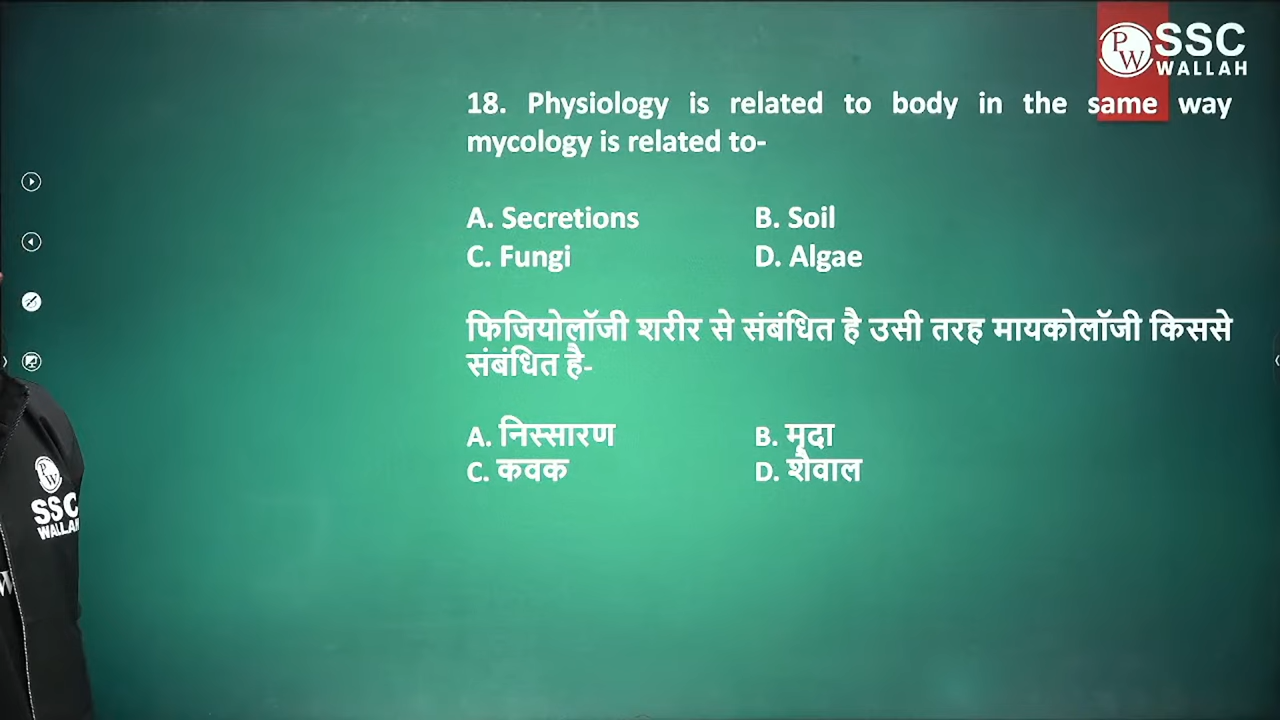 PW
SSC
WALLAH
18. Physiology is related to body in the same way
mycology is related to-
A. Secretions B. Soil
C. Fungi D. Algae
फिजियोलॉजी शरीर से संबंधित है उसी तरह मायकोलॉजी किससे
संबंधित है-
A. निस्सारण B. मृदा
C. कवक D. शैवाल
PW
SSC
WALLAH
W